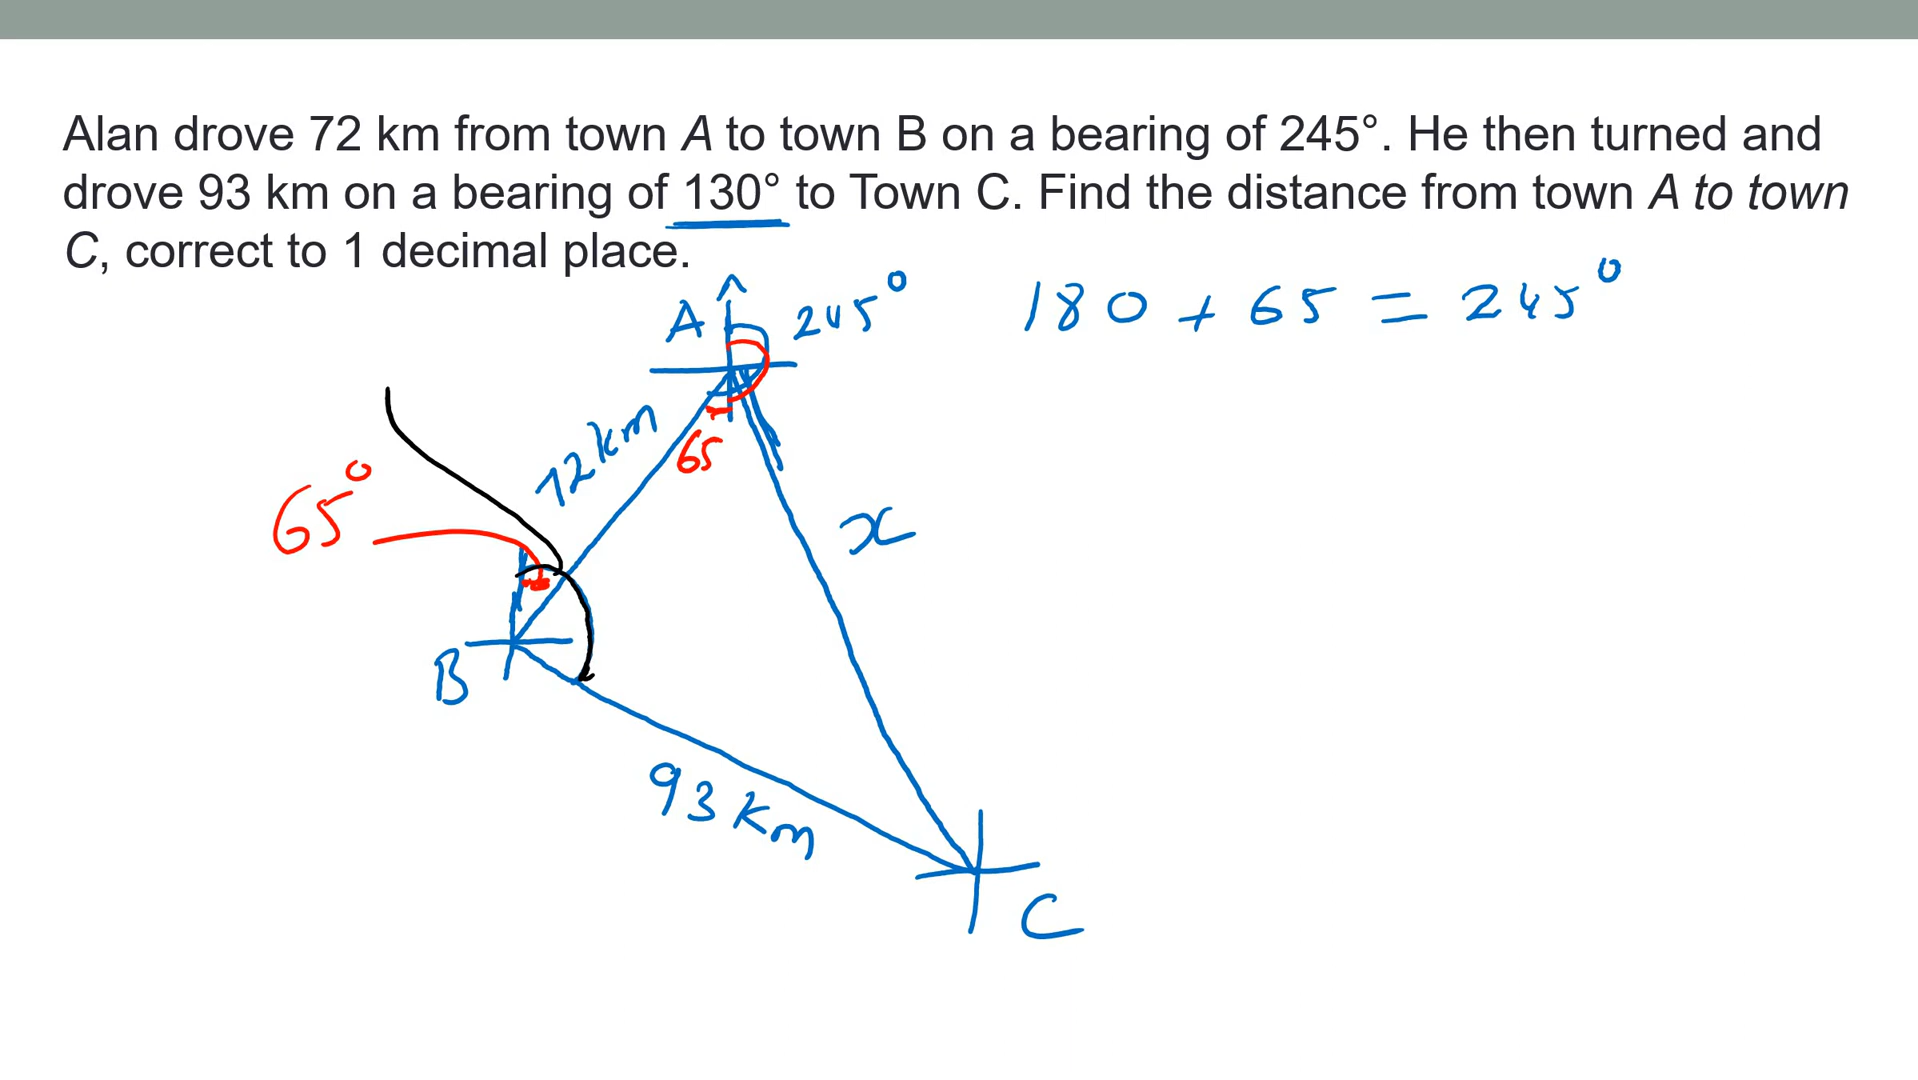 Alan drove 72 km from town A to town B on a bearing of 245°. He then turned and
drove 93 km on a bearing of 130° to Town C. Find the distance from town A to town
C, correct to 1 decimal place.
A 245° 180 + 65 = 245°
72 km
65
65°
x
B
93 km
C